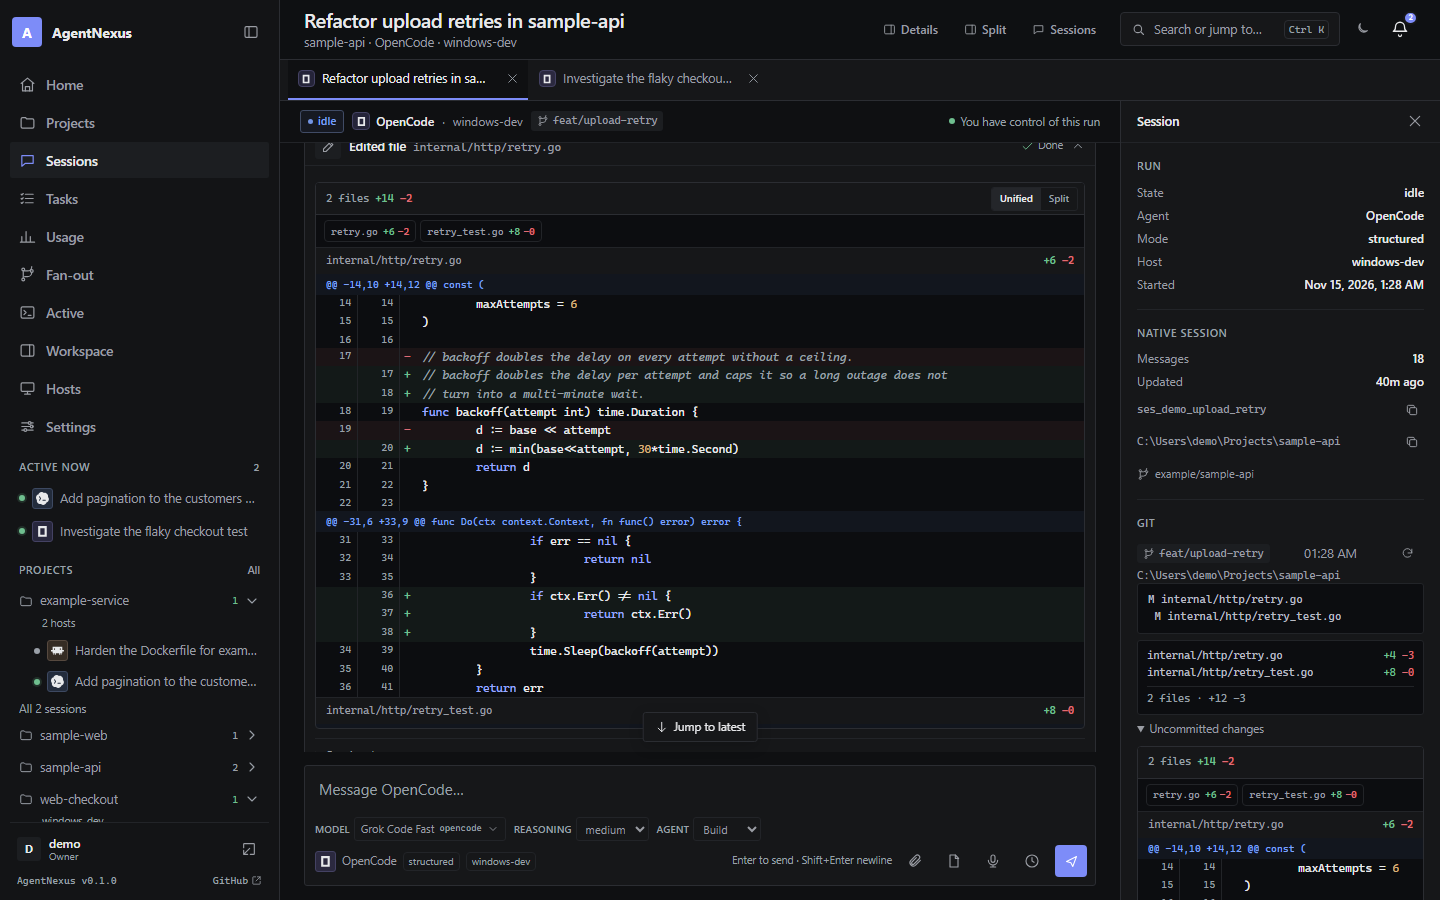 A AgentNexus
Home
Projects
Sessions
Tasks
Usage
Fan-out
Active
Workspace
Hosts
Settings
ACTIVE NOW 2
Add pagination to the customers ...
Investigate the flaky checkout test
PROJECTS All
example-service 1
2 hosts
Harden the Dockerfile for exam...
Add pagination to the custome...
All 2 sessions
sample-web 1
sample-api 2
web-checkout 1
windows-dev
D demo
Owner
AgentNexus v0.1.0 GitHub
Refactor upload retries in sample-api
sample-api · OpenCode · windows-dev
Details Split Sessions Search or jump to... Ctrl K 2
Refactor upload retries in sa... Investigate the flaky checkou...
idle OpenCode · windows-dev feat/upload-retry You have control of this run
Edited file internal/http/retry.go Done
2 files +14 −2 Unified Split
retry.go +6 −2 retry_test.go +8 −0
internal/http/retry.go +6 −2
@@ −14,10 +14,12 @@ const (
14 14 maxAttempts = 6
15 15 )
16 16
17 − // backoff doubles the delay on every attempt without a ceiling.
17 + // backoff doubles the delay per attempt and caps it so a long outage does not
18 + // turn into a multi-minute wait.
18 19 func backoff(attempt int) time.Duration {
19 − d := base << attempt
20 + d := min(base<<attempt, 30*time.Second)
20 21 return d
21 22 }
22 23
@@ −31,6 +33,9 @@ func Do(ctx context.Context, fn func() error) error {
31 33 if err == nil {
32 34 return nil
33 35 }
36 + if ctx.Err() ≠ nil {
37 + return ctx.Err()
38 + }
34 39 time.Sleep(backoff(attempt))
35 40 }
36 41 return err
internal/http/retry_test.go +8 −0
Jump to latest
Message OpenCode...
MODEL Grok Code Fast opencode REASONING medium AGENT Build
OpenCode structured windows-dev Enter to send · Shift+Enter newline
Session
RUN
State idle
Agent OpenCode
Mode structured
Host windows-dev
Started Nov 15, 2026, 1:28 AM
NATIVE SESSION
Messages 18
Updated 40m ago
ses_demo_upload_retry
C:\Users\demo\Projects\sample-api
example/sample-api
GIT
feat/upload-retry 01:28 AM
C:\Users\demo\Projects\sample-api
M internal/http/retry.go
M internal/http/retry_test.go
internal/http/retry.go +4 −3
internal/http/retry_test.go +8 −0
2 files · +12 −3
▼ Uncommitted changes
2 files +14 −2
retry.go +6 −2 retry_test.go +8 −0
internal/http/retry.go +6 −2
@@ −14,10 +14,12 @@ const (
14 14 maxAttempts = 6
15 15 )